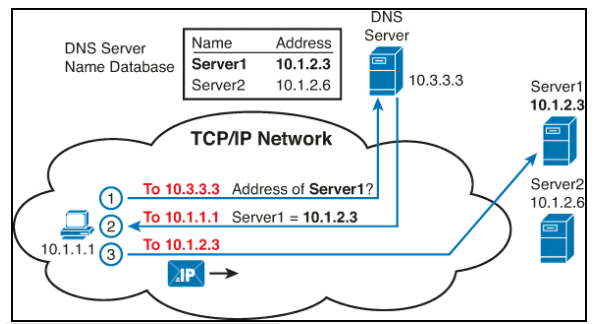 DNS
Server
DNS Server
Name Database
Name Address
Server1 10.1.2.3
Server2 10.1.2.6
10.3.3.3
Server1
10.1.2.3
TCP/IP Network
1 To 10.3.3.3 Address of Server1?
Server2
10.1.2.6
2 To 10.1.1.1 Server1 = 10.1.2.3
10.1.1.1
3 To 10.1.2.3
IP